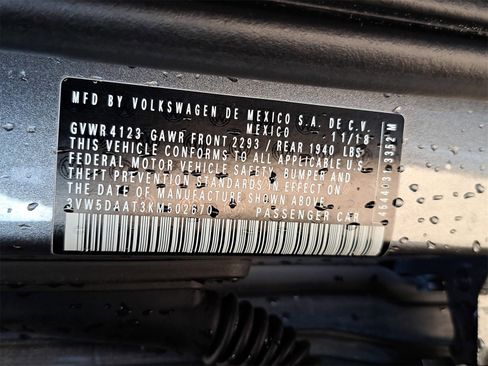 MFD BY VOLKSWAGEN DE MEXICO S.A. DE C.V.
MEXICO 11/18
GVWR 4123 GAWR FRONT 2293 / REAR 1940 LBS
THIS VEHICLE CONFORMS TO ALL APPLICABLE U.S.
FEDERAL MOTOR VEHICLE SAFETY, BUMPER AND
THEFT PREVENTION STANDARDS IN EFFECT ON
THE DATE OF MANUFACTURE SHOWN ABOVE.
3VW5DAAT3KM502670 PASSENGER CAR
4544031 3352 M